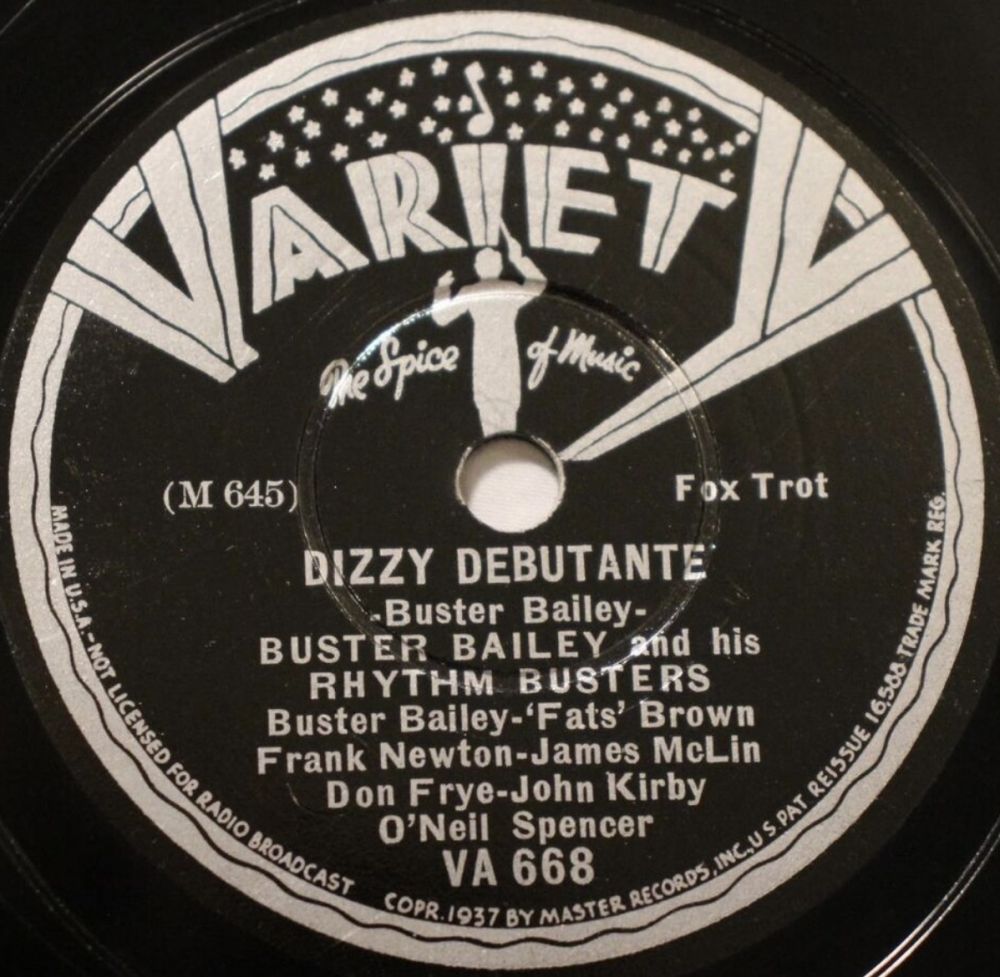 VARIETY
The Spice of Music
(M 645)
Fox Trot
DIZZY DEBUTANTE
-Buster Bailey-
BUSTER BAILEY and his
RHYTHM BUSTERS
Buster Bailey-'Fats' Brown
Frank Newton-James McLin
Don Frye-John Kirby
O'Neil Spencer
VA 668
MADE IN U.S.A.-NOT LICENSED FOR RADIO BROADCAST
COPR. 1937 BY MASTER RECORDS, INC, U S PAT REISSUE 16,588 TRADE MARK REG.